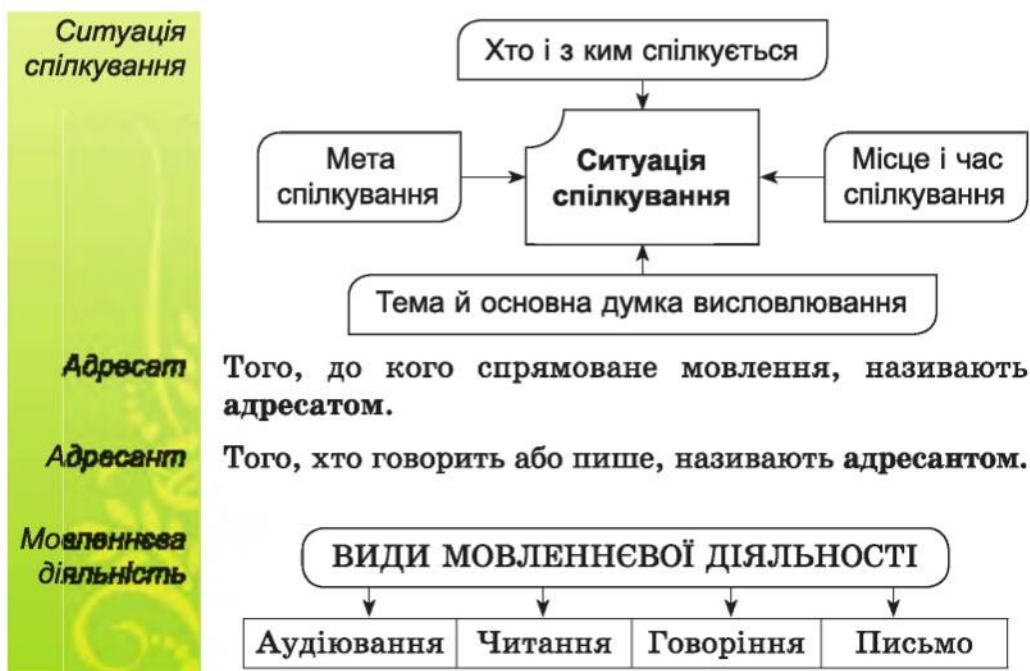 Ситуація
спілкування
Хто і з ким спілкується
Мета
спілкування
Ситуація
спілкування
Місце і час
спілкування
Тема й основна думка висловлювання
Адресат
Того, до кого спрямоване мовлення, називають
адресатом.
Адресант
Того, хто говорить або пише, називають адресантом.
Мовленнєва
діяльність
ВИДИ МОВЛЕННЄВОЇ ДІЯЛЬНОСТІ
Аудіювання Читання Говоріння Письмо